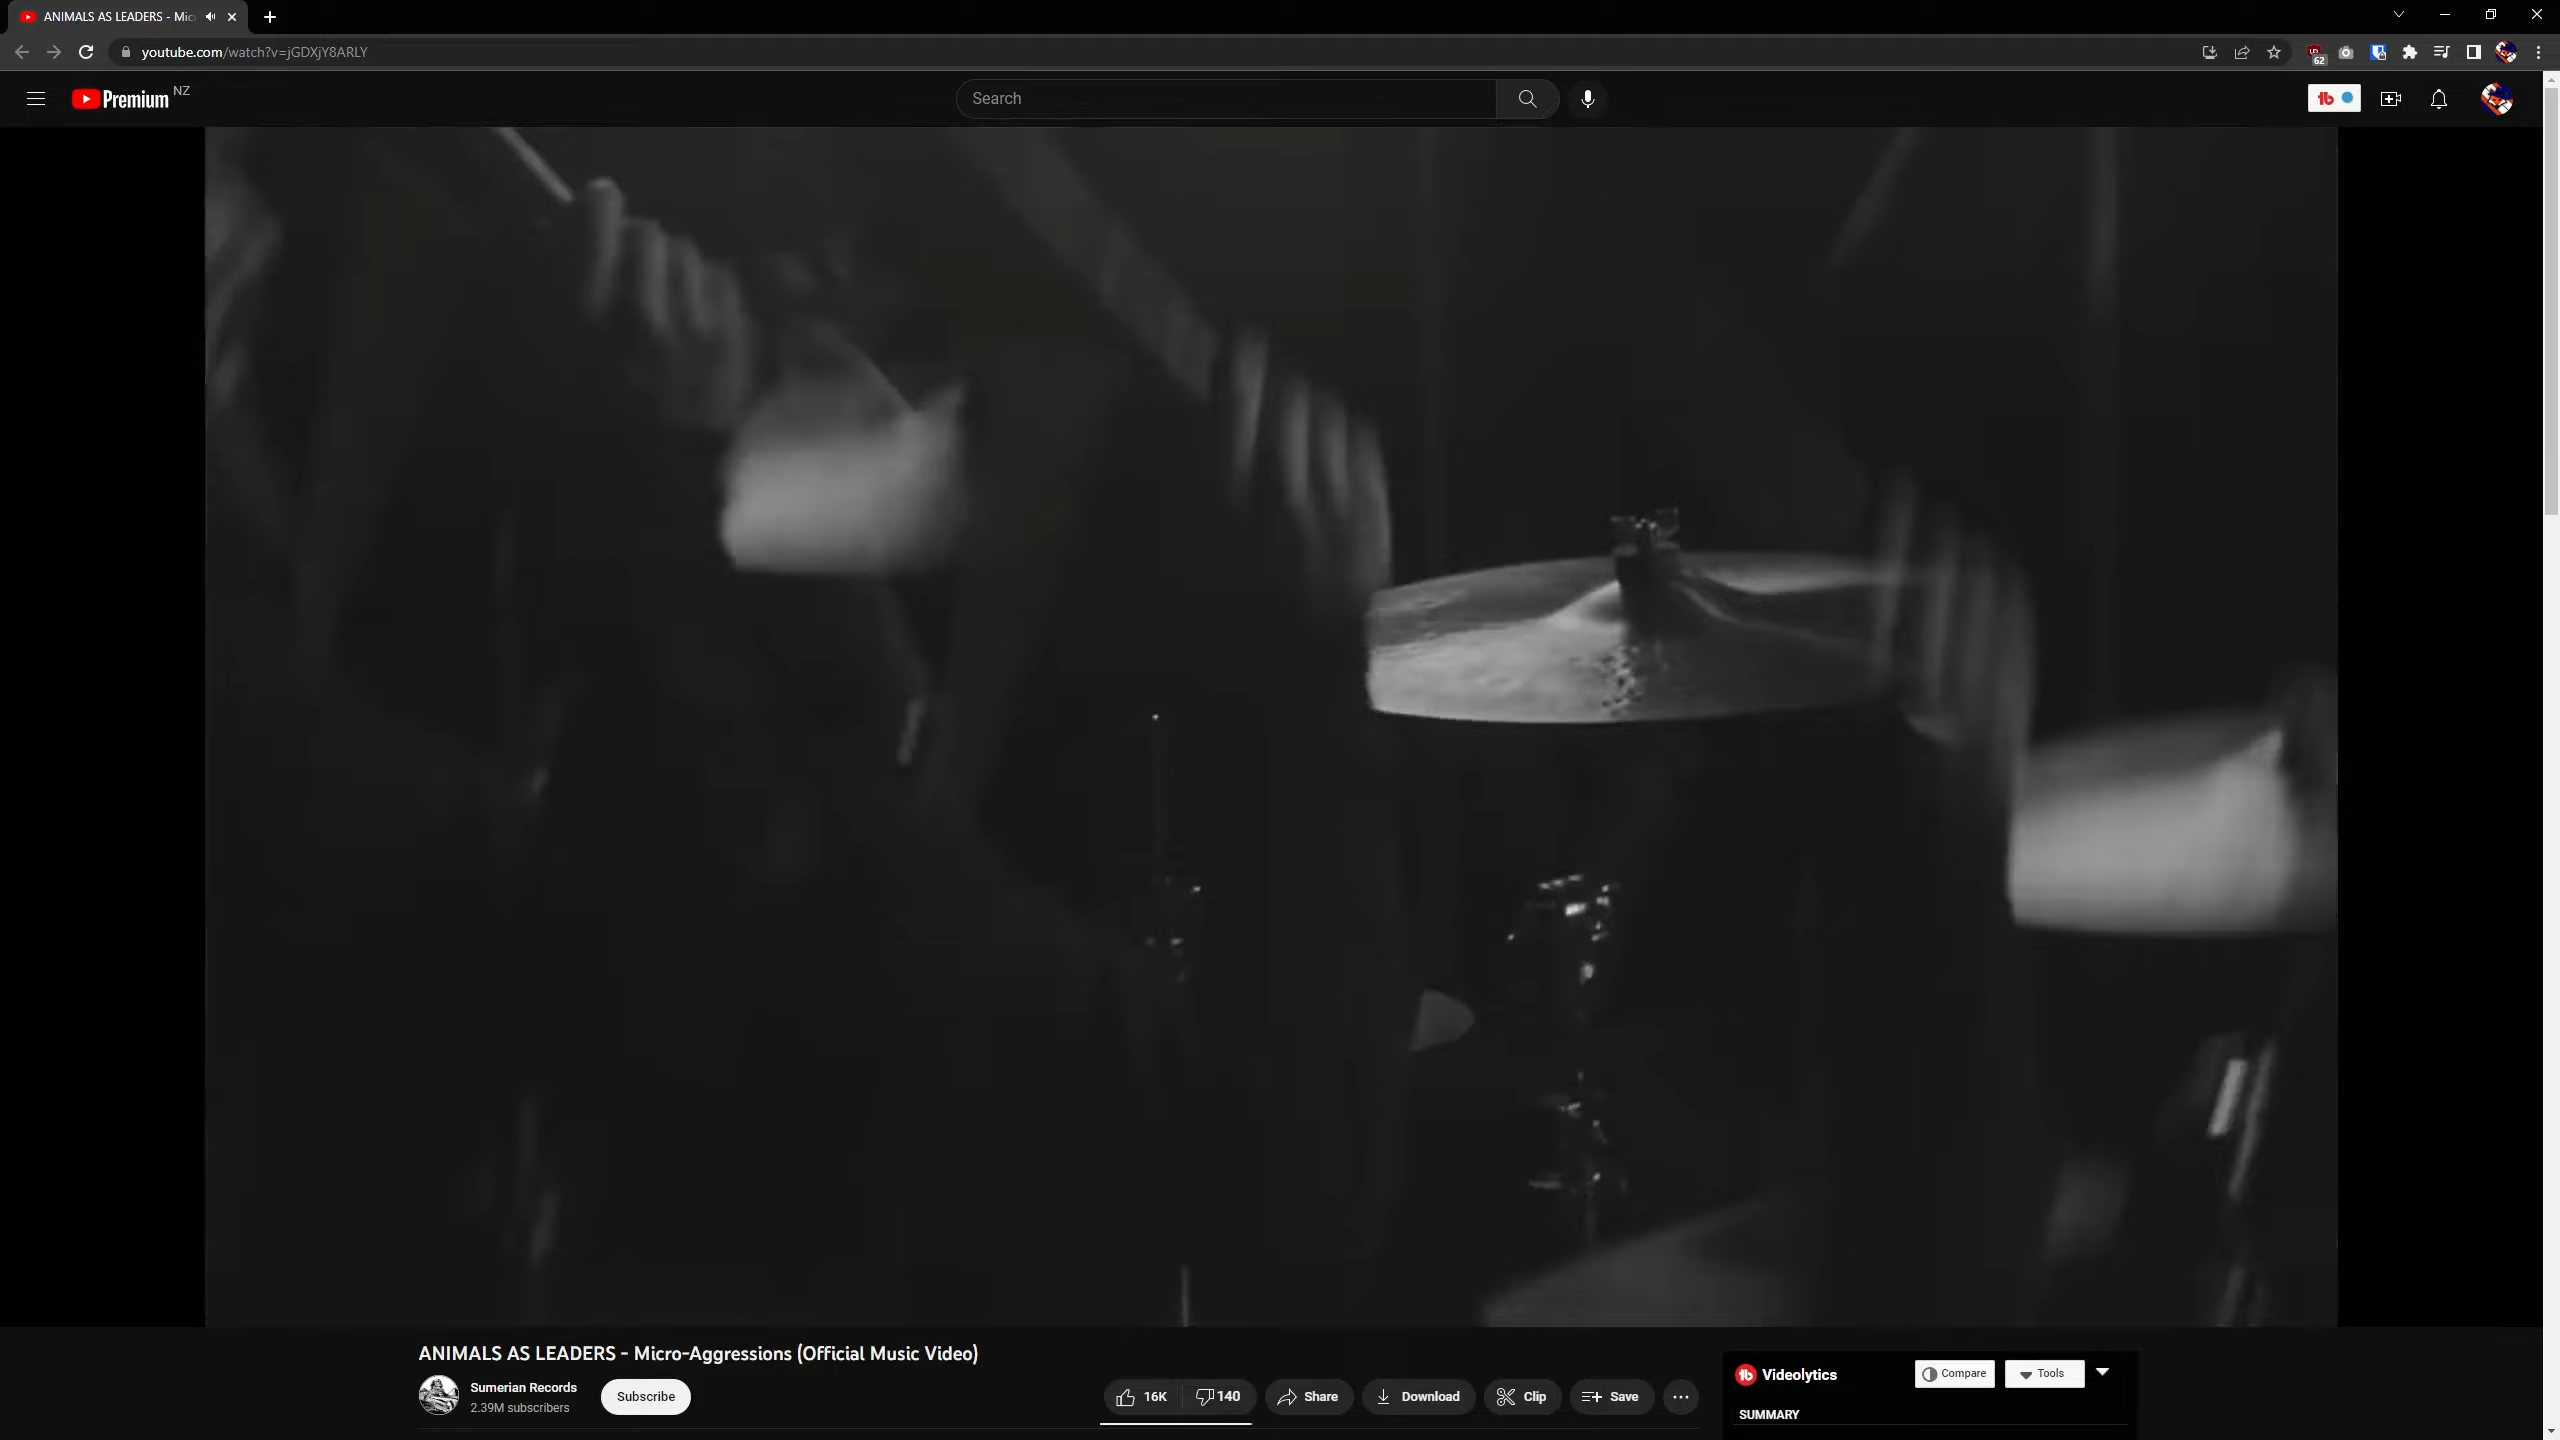 ANIMALS AS LEADERS - Mic
youtube.com/watch?v=jGDXjY8ARLY
62
Premium NZ
Search
ANIMALS AS LEADERS - Micro-Aggressions (Official Music Video)
Sumerian Records
2.39M subscribers
Subscribe
16K
140
Share
Download
Clip
Save
Videolytics
Compare
Tools
SUMMARY